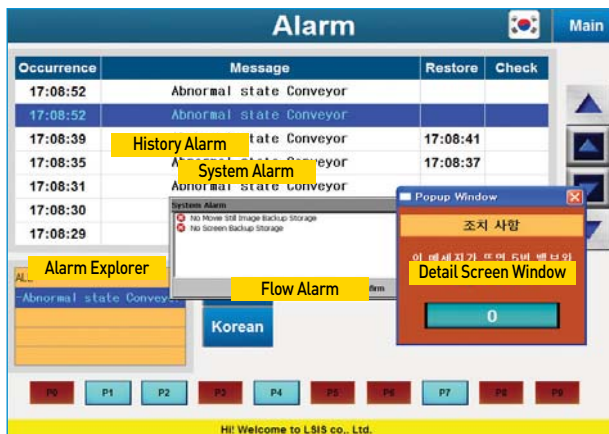 Alarm
Main
Occurrence Message Restore Check
17:08:52 Abnormal state Conveyor
17:08:52 Abnormal state Conveyor
17:08:39 state Conveyor 17:08:41
History Alarm
17:08:35 Conveyor 17:08:37
System Alarm
17:08:31 Abnormal state Conveyor
17:08:30
17:08:29
System Alarm
No Movie Still Image Backup Storage
No Screen Backup Storage
Popup Window
조치 사항
Detail Screen Window
0
Alarm Explorer
-Abnormal state Conveyor
Flow Alarm
Korean
P0 P1 P2 P3 P4 P5 P6 P7 P8 P9
Hi! Welcome to LSIS co,. Ltd.